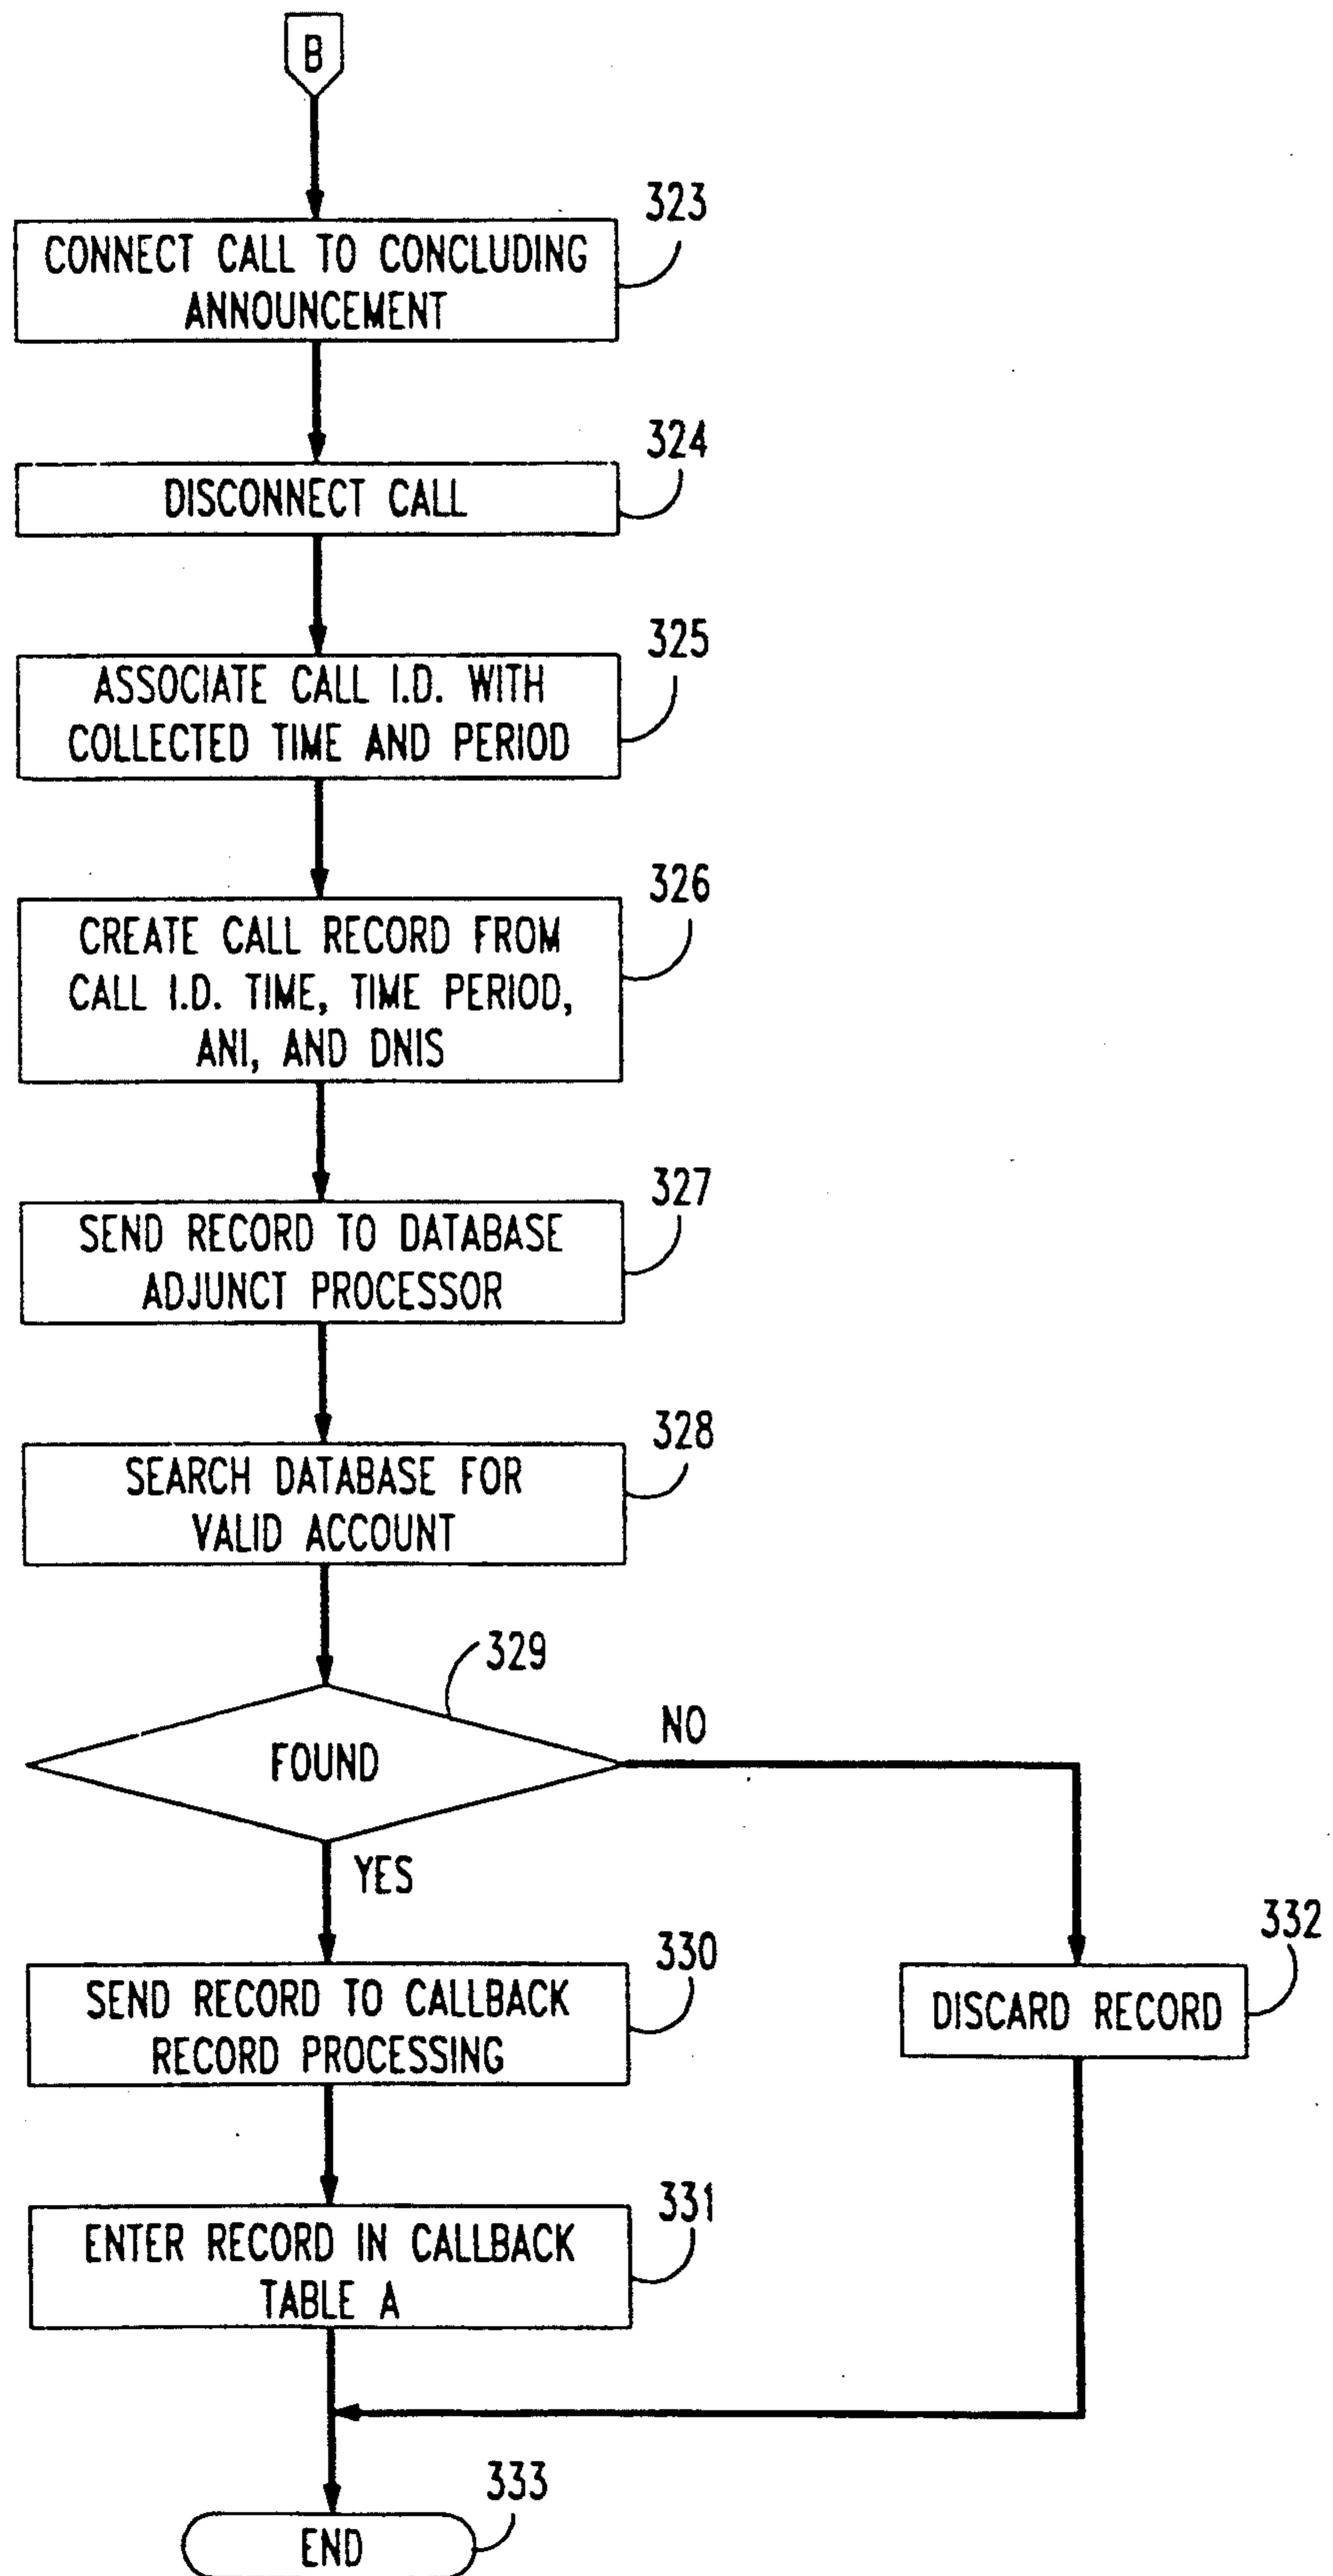 B
323
CONNECT CALL TO CONCLUDING
ANNOUNCEMENT
324
DISCONNECT CALL
325
ASSOCIATE CALL I.D. WITH
COLLECTED TIME AND PERIOD
326
CREATE CALL RECORD FROM
CALL I.D. TIME, TIME PERIOD,
ANI, AND DNIS
327
SEND RECORD TO DATABASE
ADJUNCT PROCESSOR
328
SEARCH DATABASE FOR
VALID ACCOUNT
329
FOUND
NO
YES
330
SEND RECORD TO CALLBACK
RECORD PROCESSING
332
DISCARD RECORD
331
ENTER RECORD IN CALLBACK
TABLE A
333
END